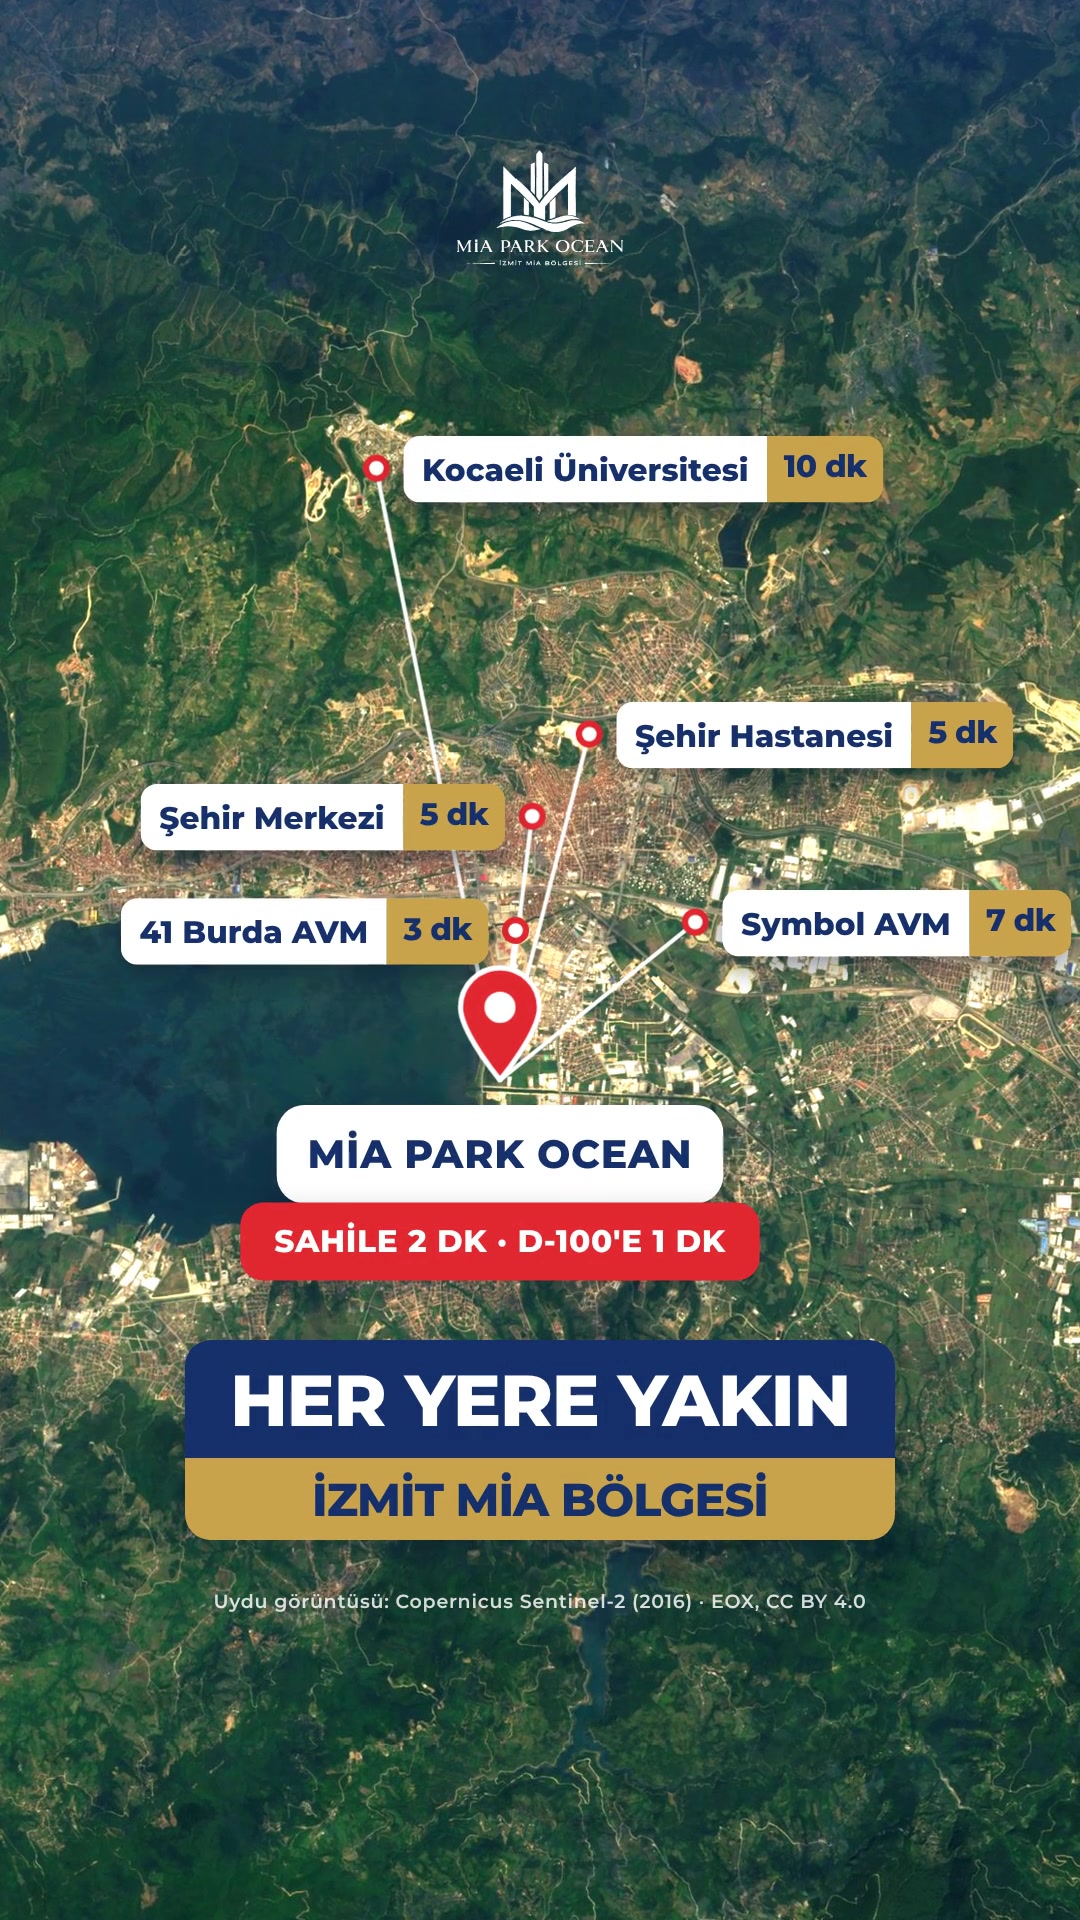 MİA PARK OCEAN
İZMİT MİA BÖLGESİ
Kocaeli Üniversitesi 10 dk
Şehir Hastanesi 5 dk
Şehir Merkezi 5 dk
41 Burda AVM 3 dk
Symbol AVM 7 dk
MİA PARK OCEAN
SAHİLE 2 DK · D-100'E 1 DK
HER YERE YAKIN
İZMİT MİA BÖLGESİ
Uydu görüntüsü: Copernicus Sentinel-2 (2016) · EOX, CC BY 4.0